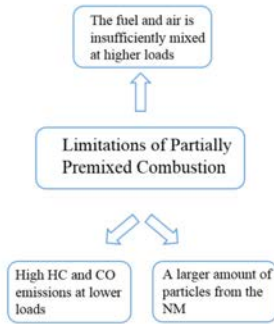 The fuel and air is
insufficiently mixed
at higher loads
Limitations of Partially
Premixed Combustion
High HC and CO
emissions at lower
loads
A larger amount of
particles from the
NM